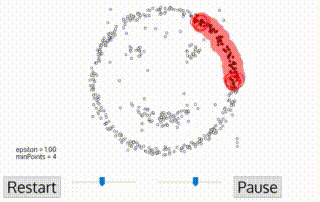 epsilon = 1.00
minPoints = 4
Restart
Pause